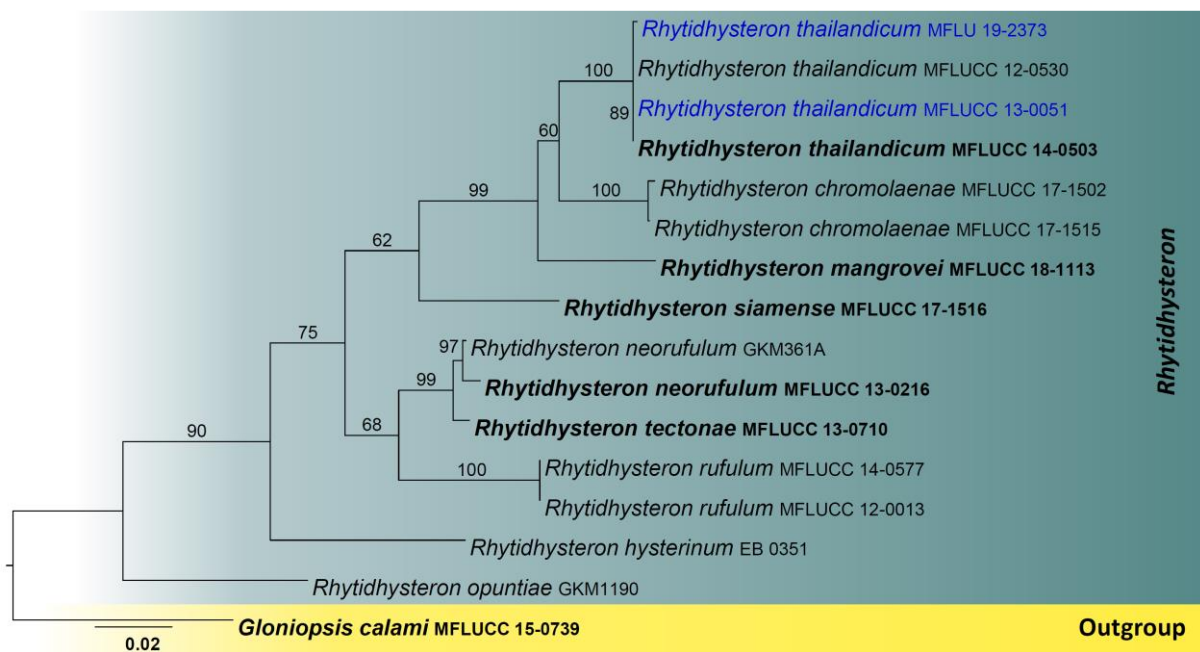 Rhytidhysteron thailandicum MFLU 19-2373
100
Rhytidhysteron thailandicum MFLUCC 12-0530
89
Rhytidhysteron thailandicum MFLUCC 13-0051
60
Rhytidhysteron thailandicum MFLUCC 14-0503
99
100
Rhytidhysteron chromolaenae MFLUCC 17-1502
Rhytidhysteron chromolaenae MFLUCC 17-1515
62
Rhytidhysteron mangrovei MFLUCC 18-1113
Rhytidhysteron siamense MFLUCC 17-1516
75
97
Rhytidhysteron neorufulum GKM361A
99
Rhytidhysteron neorufulum MFLUCC 13-0216
68
Rhytidhysteron tectonae MFLUCC 13-0710
90
100
Rhytidhysteron rufulum MFLUCC 14-0577
Rhytidhysteron rufulum MFLUCC 12-0013
Rhytidhysteron hysterinum EB 0351
Rhytidhysteron opuntiae GKM1190
Rhytidhysteron
Gloniopsis calami MFLUCC 15-0739
Outgroup
0.02